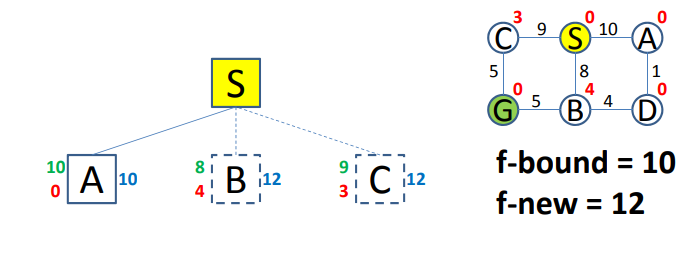 3 0 0
C 9 S 10 A
5 8 1
0 4 0
G 5 B 4 D
S
10 8 9
A 10 B 12 C 12
0 4 3
f-bound = 10
f-new = 12